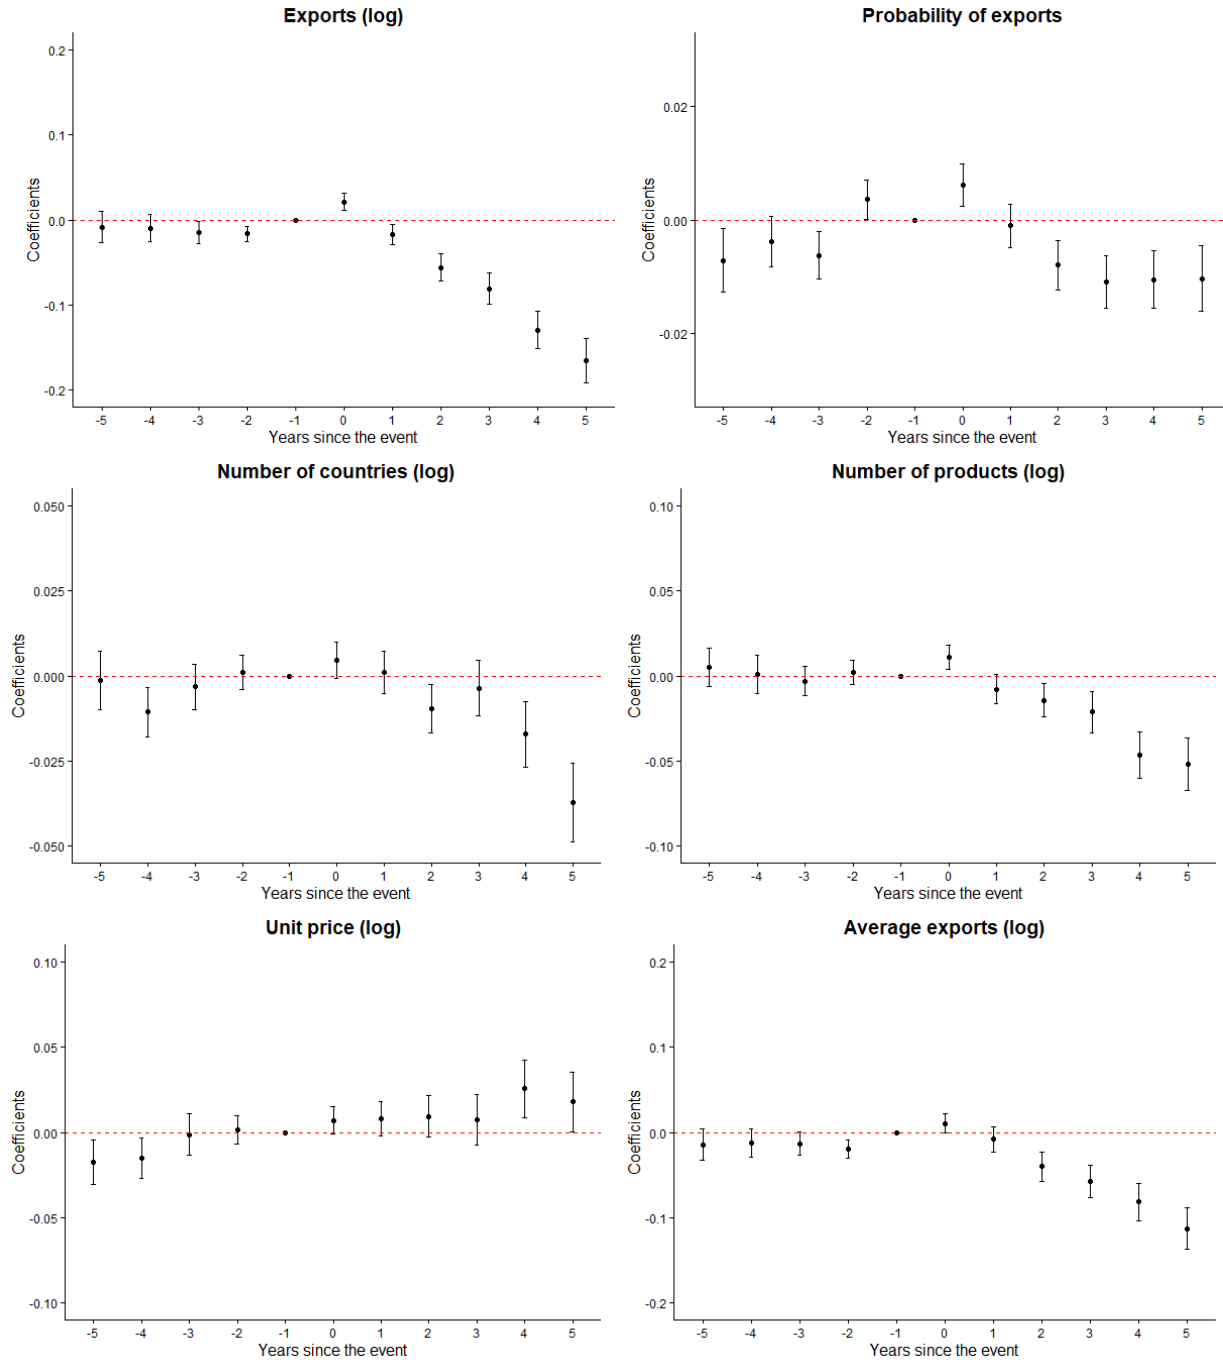 Exports (log)
Coefficients
0.2
0.1
0.0
-0.1
-0.2
-5 -4 -3 -2 -1 0 1 2 3 4 5
Years since the event
Probability of exports
Coefficients
0.02
0.00
-0.02
-5 -4 -3 -2 -1 0 1 2 3 4 5
Years since the event
Number of countries (log)
Coefficients
0.050
0.025
0.000
-0.025
-0.050
-5 -4 -3 -2 -1 0 1 2 3 4 5
Years since the event
Number of products (log)
Coefficients
0.10
0.05
0.00
-0.05
-0.10
-5 -4 -3 -2 -1 0 1 2 3 4 5
Years since the event
Unit price (log)
Coefficients
0.10
0.05
0.00
-0.05
-0.10
-5 -4 -3 -2 -1 0 1 2 3 4 5
Years since the event
Average exports (log)
Coefficients
0.2
0.1
0.0
-0.1
-0.2
-5 -4 -3 -2 -1 0 1 2 3 4 5
Years since the event